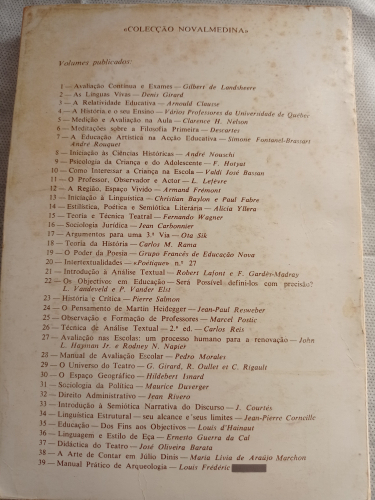 «COLECÇÃO NOVALMEDINA»
Volumes publicados:
1 — Avaliação Contínua e Exames — Gilbert de Landsheere
2 — As Línguas Vivas — Denis Girard
3 — A Relatividade Educativa — Arnould Clausse
4 — A História e o seu Ensino — Vários Professores da Universidade de Quebec
5 — Medição e Avaliação na Aula — Clarence H. Nelson
6 — Meditações sobre a Filosofia Primeira — Descartes
7 — A Educação Artística na Acção Educativa — Simone Fontanel-Brassart
André Rouquet
8 — Iniciação às Ciências Históricas — André Nouschi
9 — Psicologia da Criança e do Adolescente — F. Hotyat
10 — Como Interessar a Criança na Escola — Valdi José Bassan
11 — O Professor, Observador e Actor — L. Lefèvre
12 — A Região, Espaço Vivido — Armand Frémont
13 — Iniciação à Linguística — Christian Baylon e Paul Fabre
14 — Estilística, Poética e Semiótica Literária — Alicia Yllera
15 — Teoria e Técnica Teatral — Fernando Wagner
16 — Sociologia Jurídica — Jean Carbonnier
17 — Argumentos para uma 3.ª Via — Ota Sik
18 — Teoria da História — Carlos M. Rama
19 — O Poder da Poesia — Grupo Francês de Educação Nova
20 — Intertextualidades — «Poétique» n.º 27
21 — Introdução à Análise Textual — Robert Lafont e F. Gardès-Madray
22 — Os Objectivos em Educação — Será Possível defini-los com precisão?
L. Vandevelde e P. Vander Elst
23 — História e Crítica — Pierre Salmon
24 — O Pensamento de Martin Heidegger — Jean-Paul Resweber
25 — Observação e Formação de Professores — Marcel Postic
26 — Técnica de Análise Textual — 2.ª ed. — Carlos Reis
27 — Avaliação nas Escolas: um processo humano para a renovação — John
L. Hayman Jr. e Rodney N. Napier
28 — Manual de Avaliação Escolar — Pedro Morales
29 — O Universo do Teatro — G. Girard, R. Oullet et C. Rigault
30 — O Espaço Geográfico — Hildebert Isnard
31 — Sociologia da Política — Maurice Duverger
32 — Direito Administrativo — Jean Rivero
33 — Introdução à Semiótica Narrativa do Discurso — J. Courtés
34 — Linguística Estrutural — seu alcance e seus limites — Jean-Pierre Corneille
35 — Educação — Dos Fins aos Objectivos — Louis d'Hainaut
36 — Linguagem e Estilo de Eça — Ernesto Guerra da Cal
37 — Didáctica do Teatro — José Oliveira Barata
38 — A Arte de Contar em Júlio Dinis — Maria Lívia de Araújo Marchon
39 — Manual Prático de Arqueologia — Louis Frédéric